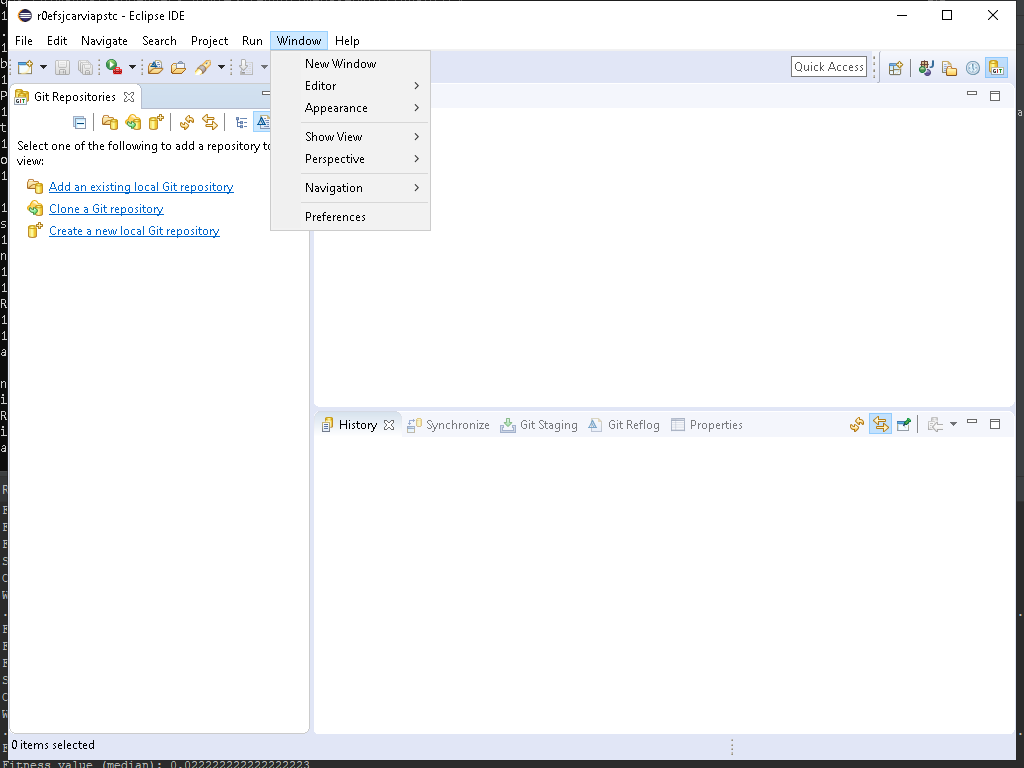 r0efsjcarviapstc - Eclipse IDE
File Edit Navigate Search Project Run Window Help
New Window
Editor
Appearance
Show View
Perspective
Navigation
Preferences
Quick Access
GIT
Git Repositories
Select one of the following to add a repository to
view:
Add an existing local Git repository
Clone a Git repository
Create a new local Git repository
History Synchronize Git Staging Git Reflog Properties
0 items selected
Fitness value (median): 0.022222222222222223